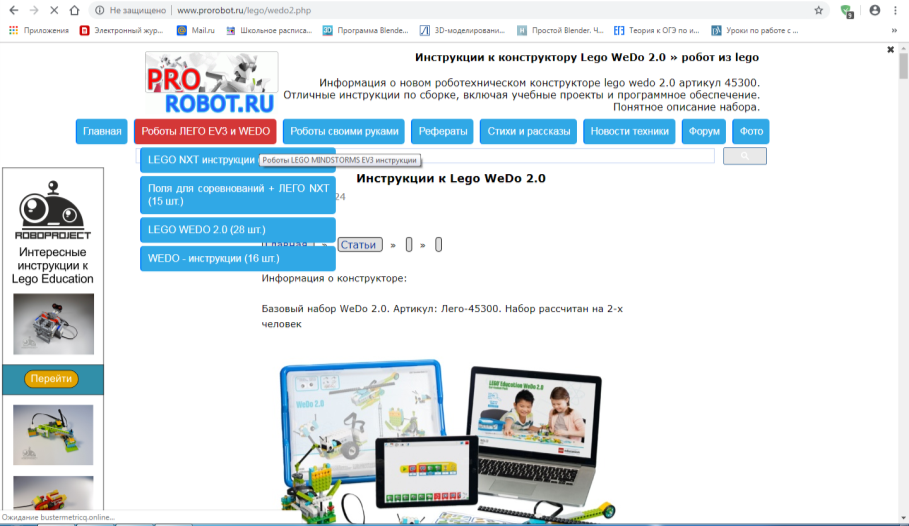 Не защищено | www.prorobot.ru/lego/wedo2.php
Приложения
Электронный жур...
Mail.ru
Школьное расписа...
Программа Blende...
3D-моделировани...
Простой Blender. Ч...
Теория к ОГЭ по и...
Уроки по работе с ...
PRO
ROBOT.RU
Инструкции к конструктору Lego WeDo 2.0 » робот из lego
Информация о новом роботехническом конструкторе lego wedo 2.0 артикул 45300.
Отличные инструкции по сборке, включая учебные проекты и программное обеспечение.
Понятное описание набора.
Главная
Роботы ЛЕГО EV3 и WEDO
Роботы своими руками
Рефераты
Стихи и рассказы
Новости техники
Форум
Фото
LEGO NXT инструкции
Роботы LEGO MINDSTORMS EV3 инструкции
Поля для соревнований + ЛЕГО NXT
(15 шт.)
LEGO WEDO 2.0 (28 шт.)
WEDO - инструкции (16 шт.)
Инструкции к Lego WeDo 2.0
24
Статьи » »
Информация о конструкторе:
Базовый набор WeDo 2.0. Артикул: Лего-45300. Набор рассчитан на 2-х
человек
ROBOPROJECT
Интересные
инструкции к
Lego Education
Перейти
WeDo 2.0
LEGO Education WeDo 2.0
Ожидание bustermetricq.online...